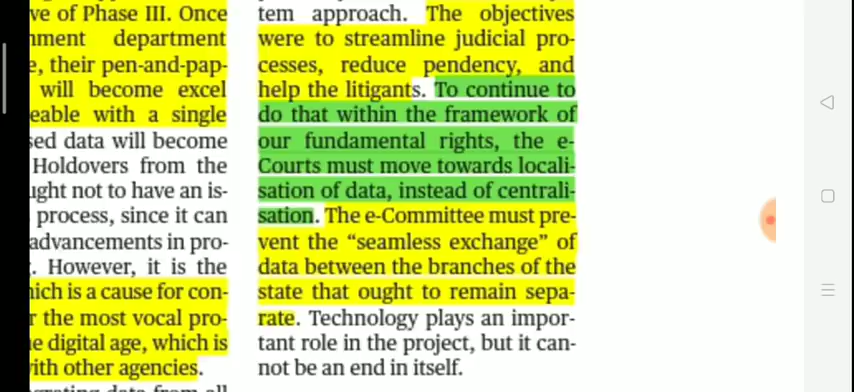 ve of Phase III. Once
nment department
e, their pen-and-pap-
will become excel
eable with a single
sed data will become
Holdovers from the
ught not to have an is-
process, since it can
advancements in pro-
. However, it is the
hich is a cause for con-
r the most vocal pro-
e digital age, which is
with other agencies.
tem approach. The objectives
were to streamline judicial pro-
cesses, reduce pendency, and
help the litigants. To continue to
do that within the framework of
our fundamental rights, the e-
Courts must move towards locali-
sation of data, instead of centrali-
sation. The e-Committee must pre-
vent the “seamless exchange” of
data between the branches of the
state that ought to remain sepa-
rate. Technology plays an impor-
tant role in the project, but it can-
not be an end in itself.